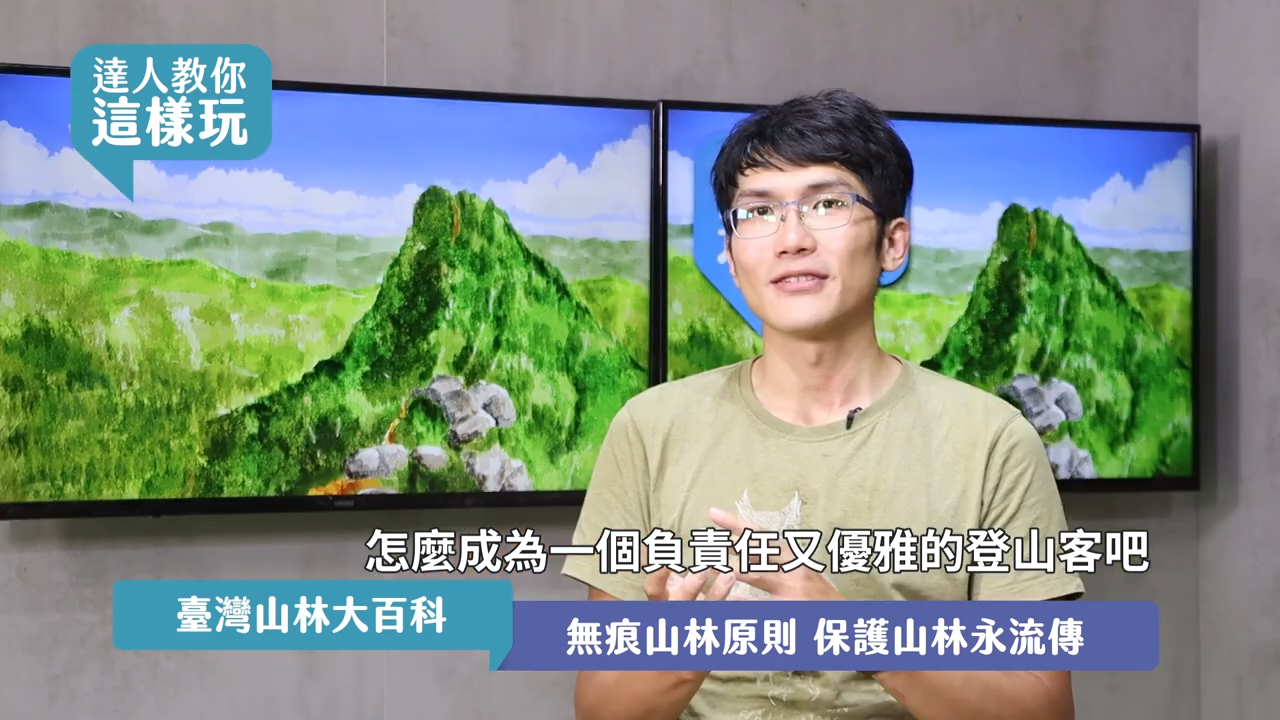 達人教你
這樣玩
怎麼成為一個負責任又優雅的登山客吧
臺灣山林大百科
無痕山林原則 保護山林永流傳